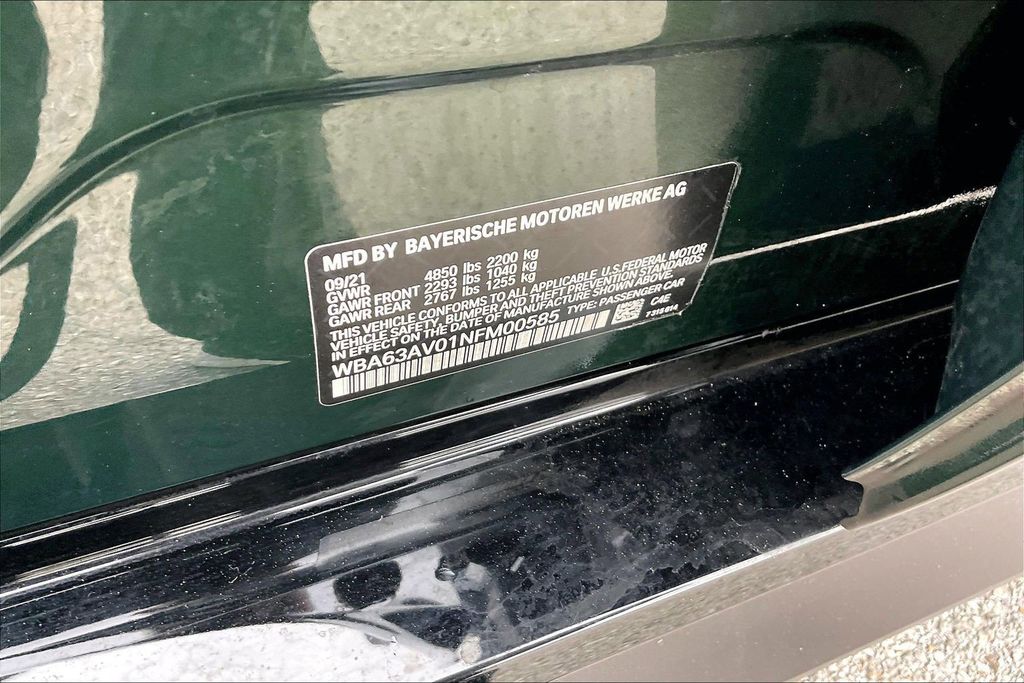 MFD BY BAYERISCHE MOTOREN WERKE AG
09/21
GVWR 4850 lbs 2200 kg
GAWR FRONT 2293 lbs 1040 kg
GAWR REAR 2767 lbs 1255 kg
THIS VEHICLE CONFORMS TO ALL APPLICABLE U.S.FEDERAL MOTOR
VEHICLE SAFETY, BUMPER AND THEFT PREVENTION STANDARDS
IN EFFECT ON THE DATE OF MANUFACTURE SHOWN ABOVE.
WBA63AV01NFM00585 TYPE: PASSENGER CAR
C4E
7315614